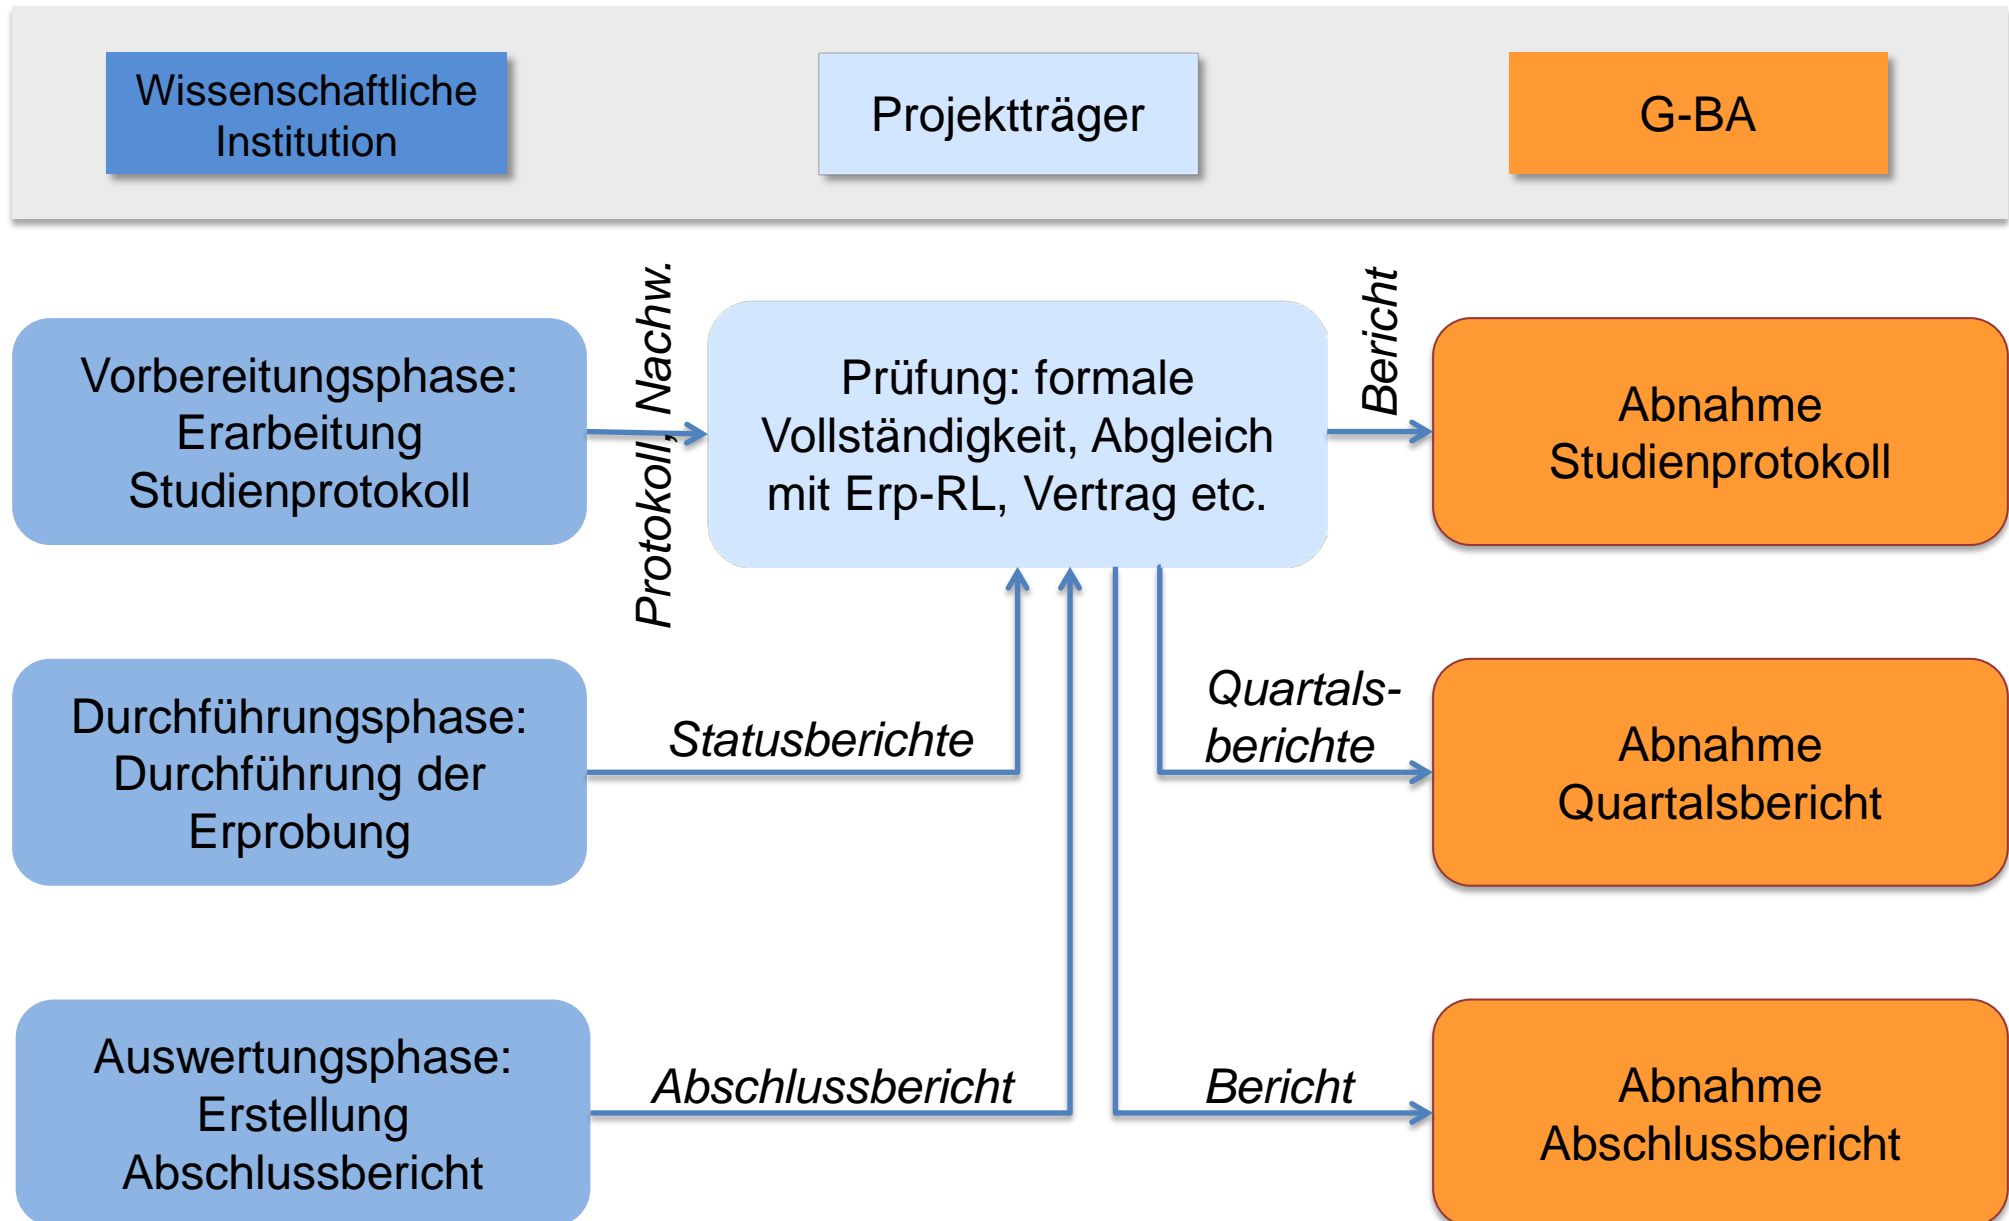 Wissenschaftliche
Institution
Projektträger
G-BA
Vorbereitungsphase:
Erarbeitung
Studienprotokoll
Protokoll, Nachw.
Prüfung: formale
Vollständigkeit, Abgleich
mit Erp-RL, Vertrag etc.
Bericht
Abnahme
Studienprotokoll
Durchführungsphase:
Durchführung der
Erprobung
Statusberichte
Quartals-
berichte
Abnahme
Quartalsbericht
Auswertungsphase:
Erstellung
Abschlussbericht
Abschlussbericht
Bericht
Abnahme
Abschlussbericht